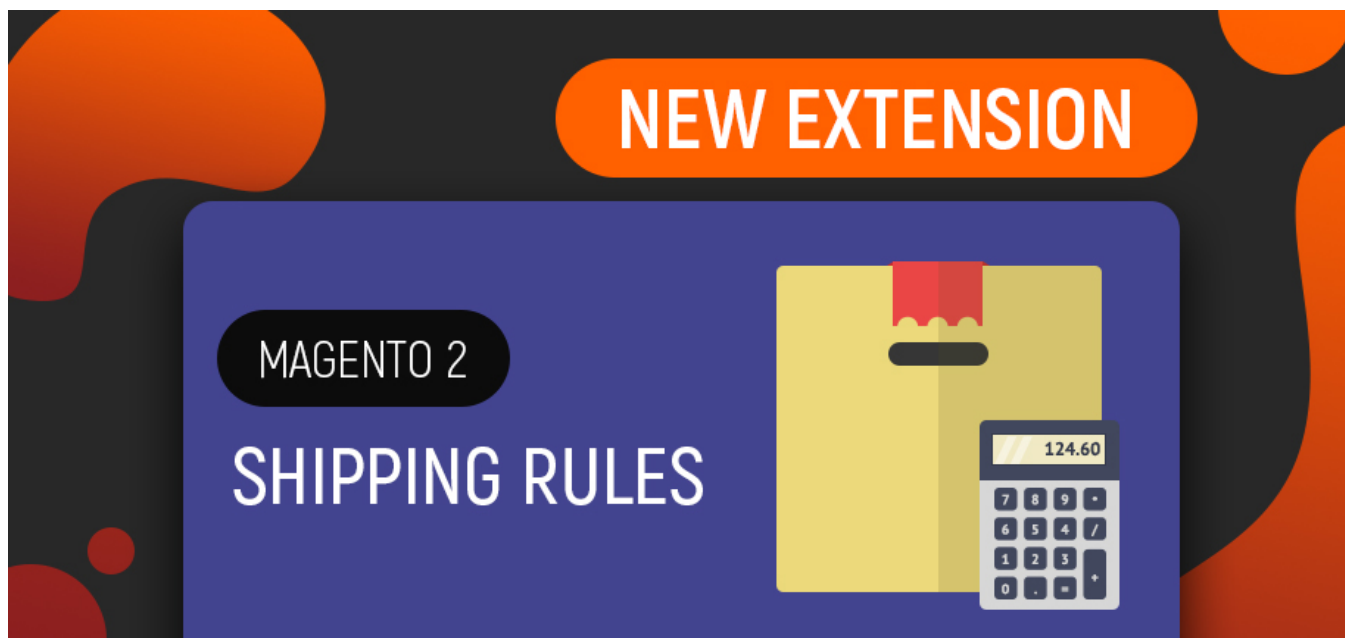 NEW EXTENSION
MAGENTO 2
SHIPPING RULES
124.60
7 8 9 *
6 5 4 /
1 2 3
0 . = +